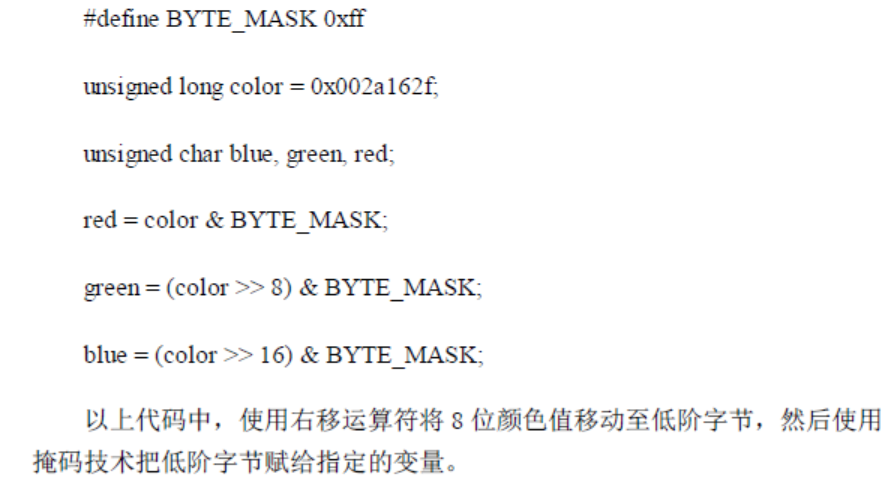 #define BYTE_MASK 0xff
unsigned long color = 0x002a162f;
unsigned char blue, green, red;
red = color & BYTE_MASK;
green = (color >> 8) & BYTE_MASK;
blue = (color >> 16) & BYTE_MASK;
以上代码中，使用右移运算符将 8 位颜色值移动至低阶字节，然后使用
掩码技术把低阶字节赋给指定的变量。